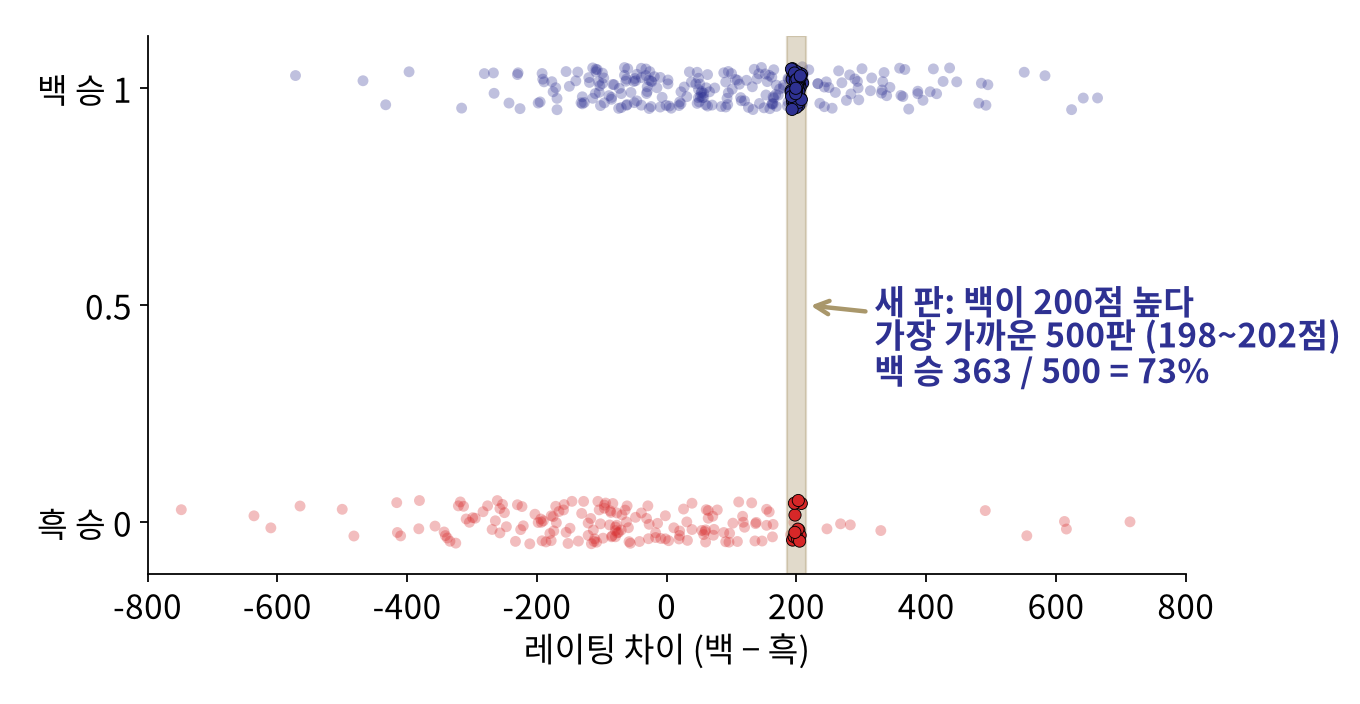 백 승 1
0.5
흑 승 0
새 판: 백이 200점 높다
가장 가까운 500판 (198~202점)
백 승 363 / 500 = 73%
-800 -600 -400 -200 0 200 400 600 800
레이팅 차이 (백 − 흑)